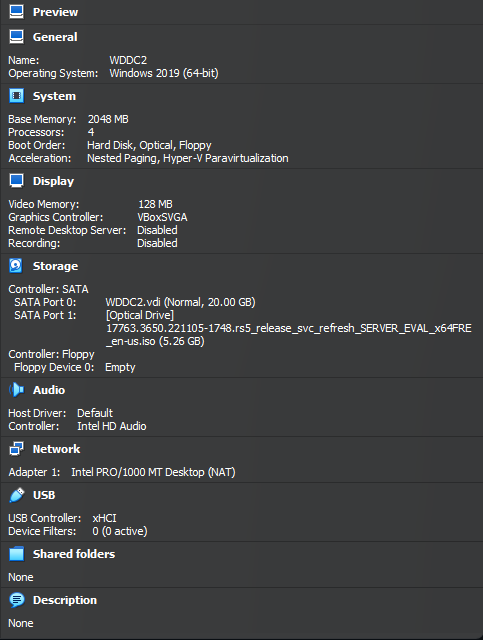 Preview
General
Name: WDDC2
Operating System: Windows 2019 (64-bit)
System
Base Memory: 2048 MB
Processors: 4
Boot Order: Hard Disk, Optical, Floppy
Acceleration: Nested Paging, Hyper-V Paravirtualization
Display
Video Memory: 128 MB
Graphics Controller: VBoxSVGA
Remote Desktop Server: Disabled
Recording: Disabled
Storage
Controller: SATA
SATA Port 0: WDDC2.vdi (Normal, 20.00 GB)
SATA Port 1: [Optical Drive]
17763.3650.221105-1748.rs5_release_svc_refresh_SERVER_EVAL_x64FRE
_en-us.iso (5.26 GB)
Controller: Floppy
Floppy Device 0: Empty
Audio
Host Driver: Default
Controller: Intel HD Audio
Network
Adapter 1: Intel PRO/1000 MT Desktop (NAT)
USB
USB Controller: xHCI
Device Filters: 0 (0 active)
Shared folders
None
Description
None